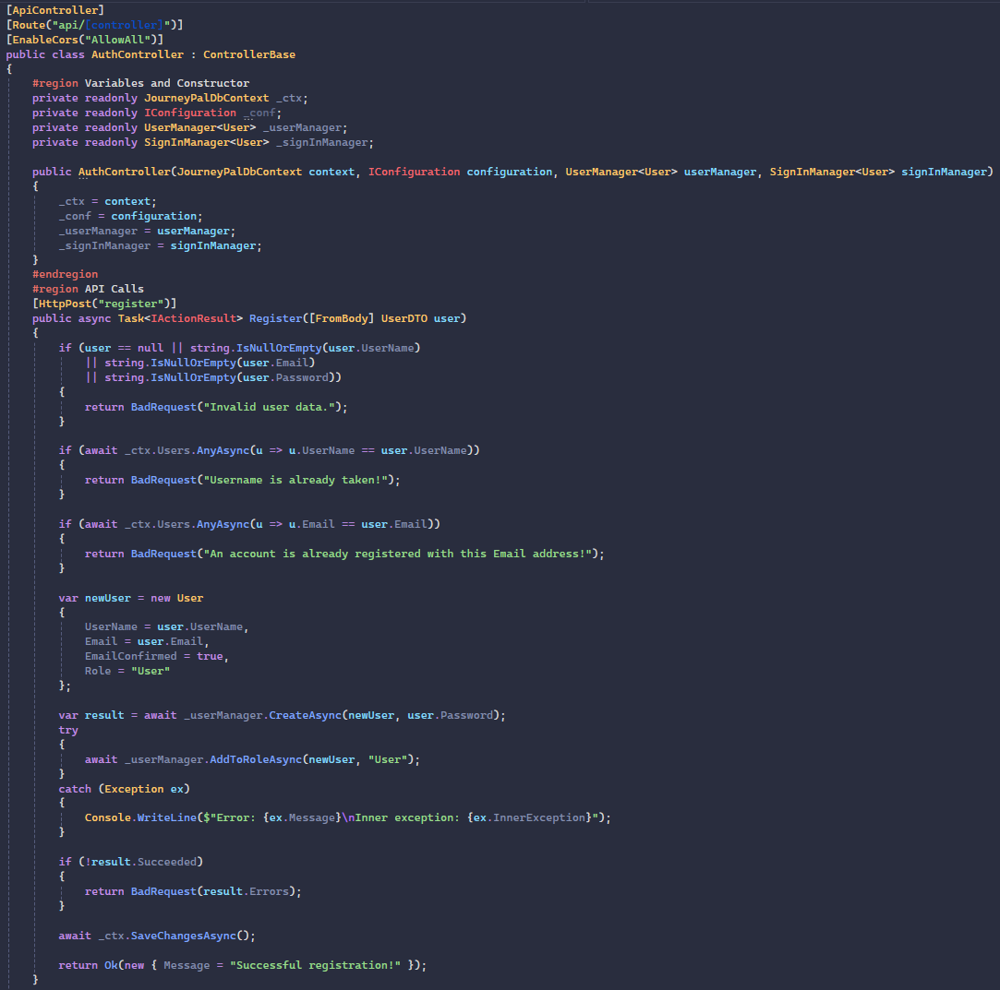 [ApiController]
[Route("api/[controller]")]
[EnableCors("AllowAll")]
public class AuthController : ControllerBase
{
    #region Variables and Constructor
    private readonly JourneyPalDbContext _ctx;
    private readonly IConfiguration _conf;
    private readonly UserManager<User> _userManager;
    private readonly SignInManager<User> _signInManager;

    public AuthController(JourneyPalDbContext context, IConfiguration configuration, UserManager<User> userManager, SignInManager<User> signInManager)
    {
        _ctx = context;
        _conf = configuration;
        _userManager = userManager;
        _signInManager = signInManager;
    }
    #endregion
    #region API Calls
    [HttpPost("register")]
    public async Task<IActionResult> Register([FromBody] UserDTO user)
    {
        if (user == null || string.IsNullOrEmpty(user.UserName)
            || string.IsNullOrEmpty(user.Email)
            || string.IsNullOrEmpty(user.Password))
        {
            return BadRequest("Invalid user data.");
        }

        if (await _ctx.Users.AnyAsync(u => u.UserName == user.UserName))
        {
            return BadRequest("Username is already taken!");
        }

        if (await _ctx.Users.AnyAsync(u => u.Email == user.Email))
        {
            return BadRequest("An account is already registered with this Email address!");
        }

        var newUser = new User
        {
            UserName = user.UserName,
            Email = user.Email,
            EmailConfirmed = true,
            Role = "User"
        };

        var result = await _userManager.CreateAsync(newUser, user.Password);
        try
        {
            await _userManager.AddToRoleAsync(newUser, "User");
        }
        catch (Exception ex)
        {
            Console.WriteLine($"Error: {ex.Message}\nInner exception: {ex.InnerException}");
        }

        if (!result.Succeeded)
        {
            return BadRequest(result.Errors);
        }

        await _ctx.SaveChangesAsync();

        return Ok(new { Message = "Successful registration!" });
    }